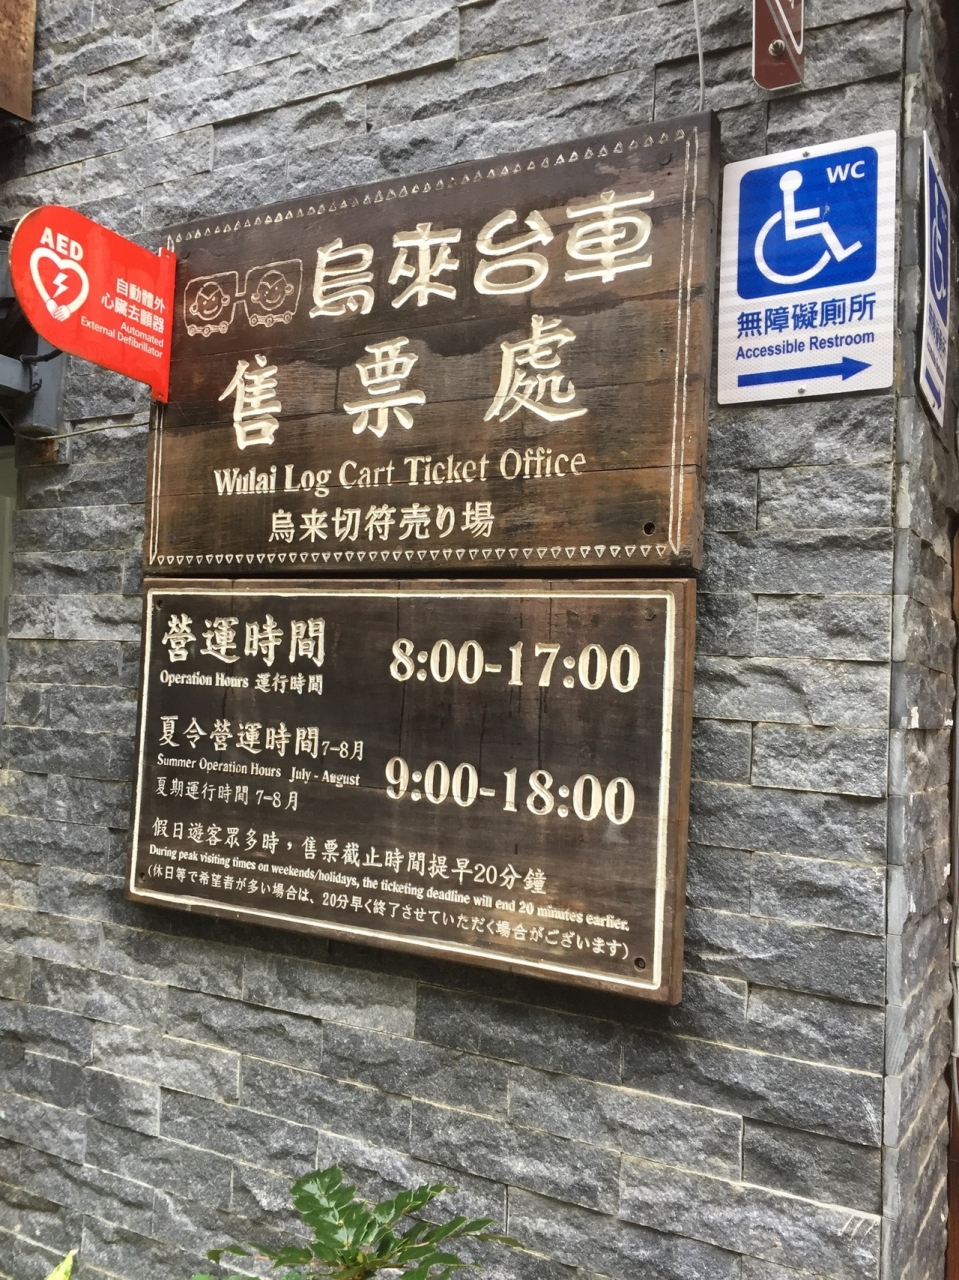 AED
自動體外
心臟去顫器
Automated
External Defibrillator
烏來台車
售票處
Wulai Log Cart Ticket Office
烏来切符売り場
WC
無障礙廁所
Accessible Restroom
營運時間
Operation Hours 運行時間
8:00-17:00
夏令營運時間7-8月
Summer Operation Hours July - August
夏期運行時間 7-8月
9:00-18:00
假日遊客眾多時，售票截止時間提早20分鐘
During peak visiting times on weekends/holidays, the ticketing deadline will end 20 minutes earlier.
(休日等で希望者が多い場合は、20分早く終了させていただく場合がございます)